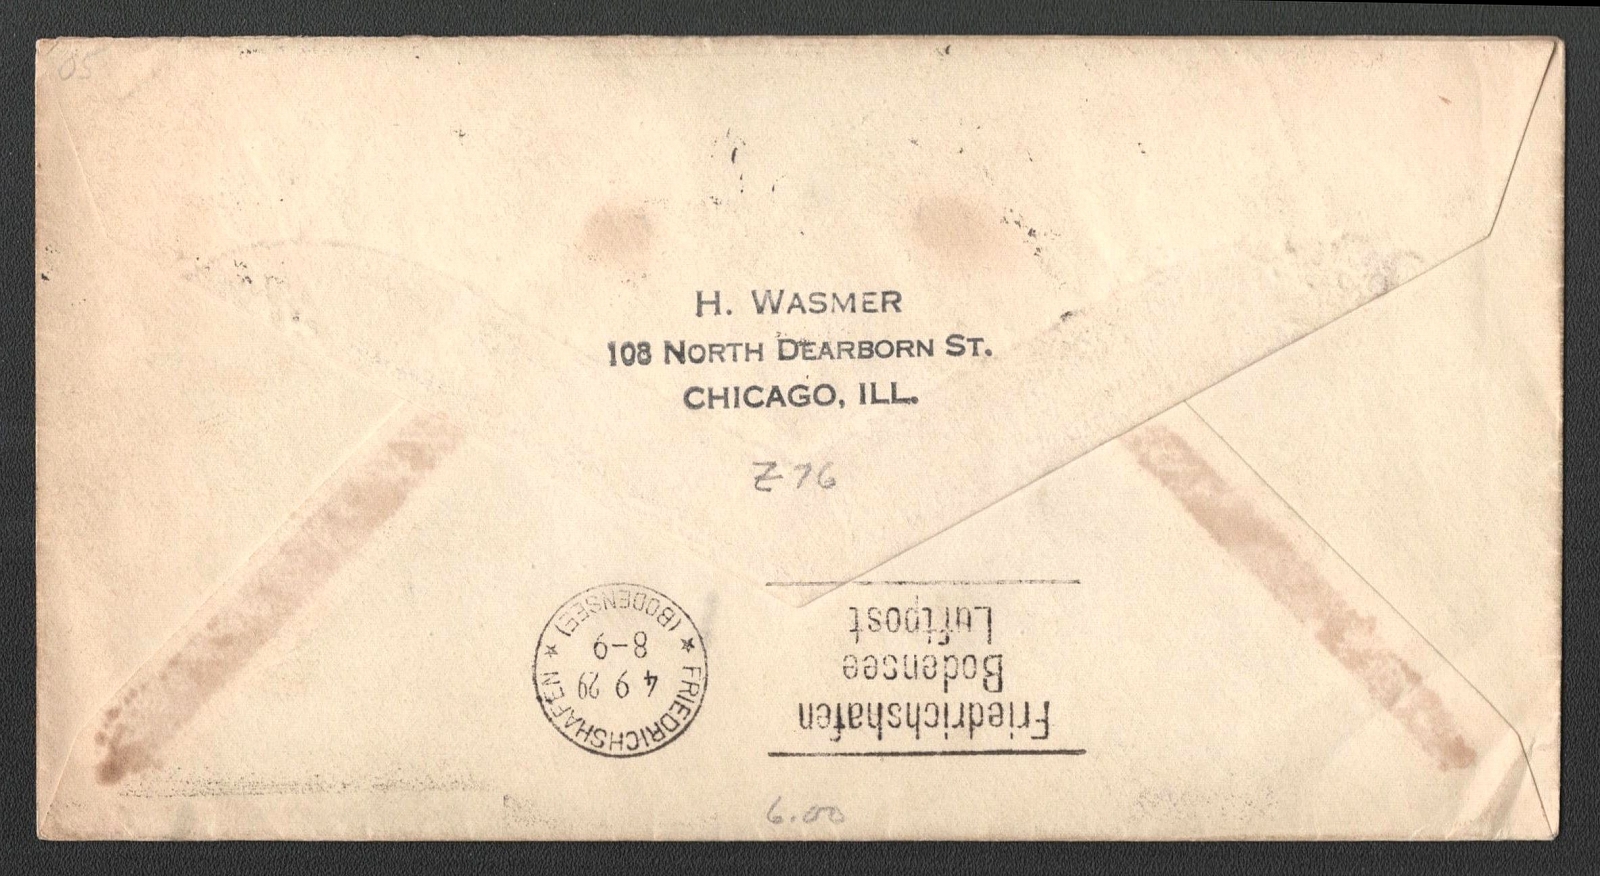 05
H. WASMER
108 NORTH DEARBORN ST.
CHICAGO, ILL.
Z 76
★ FRIEDRICHSHAFEN ★
(BODENSEE)
4 9 29
8-9
Friedrichshafen
Bodensee
Luftpost
6.00